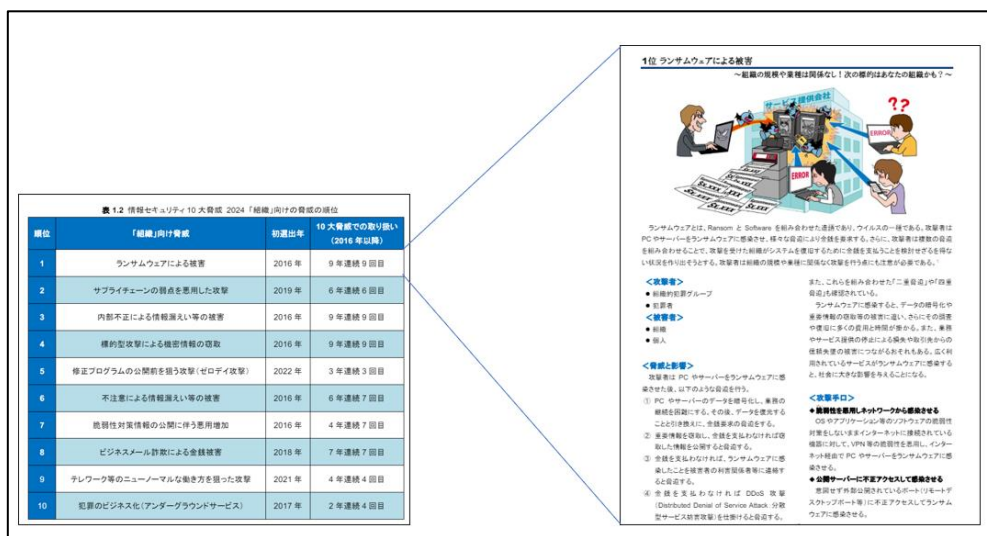 表 1.2 情報セキュリティ 10 大脅威 2024 「組織」向けの脅威の順位
順位 「組織」向け脅威 初選出年 10 大脅威での取り扱い
(2016 年以降)
1 ランサムウェアによる被害 2016 年 9 年連続 9 回目
2 サプライチェーンの弱点を悪用した攻撃 2019 年 6 年連続 6 回目
3 内部不正による情報漏えい等の被害 2016 年 9 年連続 9 回目
4 標的型攻撃による機密情報の窃取 2016 年 9 年連続 9 回目
5 修正プログラムの公開前を狙う攻撃(ゼロデイ攻撃) 2022 年 3 年連続 3 回目
6 不注意による情報漏えい等の被害 2016 年 6 年連続 7 回目
7 脆弱性対策情報の公開に伴う悪用増加 2016 年 4 年連続 7 回目
8 ビジネスメール詐欺による金銭被害 2018 年 7 年連続 7 回目
9 テレワーク等のニューノーマルな働き方を狙った攻撃 2021 年 4 年連続 4 回目
10 犯罪のビジネス化(アンダーグラウンドサービス) 2017 年 2 年連続 4 回目
1位 ランサムウェアによる被害
～組織の規模や業種は関係なし！次の標的はあなたの組織かも？～
サービス提供会社
??
ERROR
ERROR
ランサムウェアとは、Ransom と Software を組み合わせた造語であり、ウイルスの一種である。攻撃者は
PC やサーバーをランサムウェアに感染させ、様々な脅迫により金銭を要求する。さらに、攻撃者は複数の脅迫
を組み合わせることで、攻撃を受けた組織がシステムを復旧するために金銭を支払うことを検討せざるを得な
い状況を作り出そうとする。攻撃者は組織の規模や業種に関係なく攻撃を行う点にも注意が必要である。
＜攻撃者＞
● 組織的犯罪グループ
● 犯罪者
＜被害者＞
● 組織
● 個人
＜脅威と影響＞
攻撃者は PC やサーバーをランサムウェアに感
染させた後、以下のような脅迫を行う。
① PC やサーバーのデータを暗号化し、業務の
継続を困難にする。その後、データを復元する
ことと引き換えに、金銭要求の脅迫をする。
② 重要情報を窃取し、金銭を支払わなければ窃
取した情報を公開すると脅迫する。
③ 金銭を支払わなければ、ランサムウェアに感
染したことを被害者の利害関係者等に連絡す
ると脅迫する。
④ 金銭を支払わなければ DDoS 攻撃
(Distributed Denial of Service Attack:分散
型サービス妨害攻撃)を仕掛けると脅迫する。
また、これらを組み合わせた「二重脅迫」や「四重
脅迫」も確認されている。
ランサムウェアに感染すると、データの暗号化や
重要情報の窃取等の被害に遭い、さらにその調査
や復旧に多くの費用と時間が掛かる。また、業務
やサービス提供の停止による損失や取引先からの
信頼失墜の被害につながるおそれもある。広く利
用されているサービスがランサムウェアに感染する
と、社会に大きな影響を与えることになる。
＜攻撃手口＞
◆ 脆弱性を悪用しネットワークから感染させる
OS やアプリケーション等のソフトウェアの脆弱性
対策をしないままインターネットに接続されている
機器に対して、VPN 等の脆弱性を悪用し、インター
ネット経由で PC やサーバーをランサムウェアに感
染させる。
◆ 公開サーバーに不正アクセスして感染させる
意図せず外部公開されているポート(リモートデ
スクトップポート等)に不正アクセスしてランサム
ウェアに感染させる。